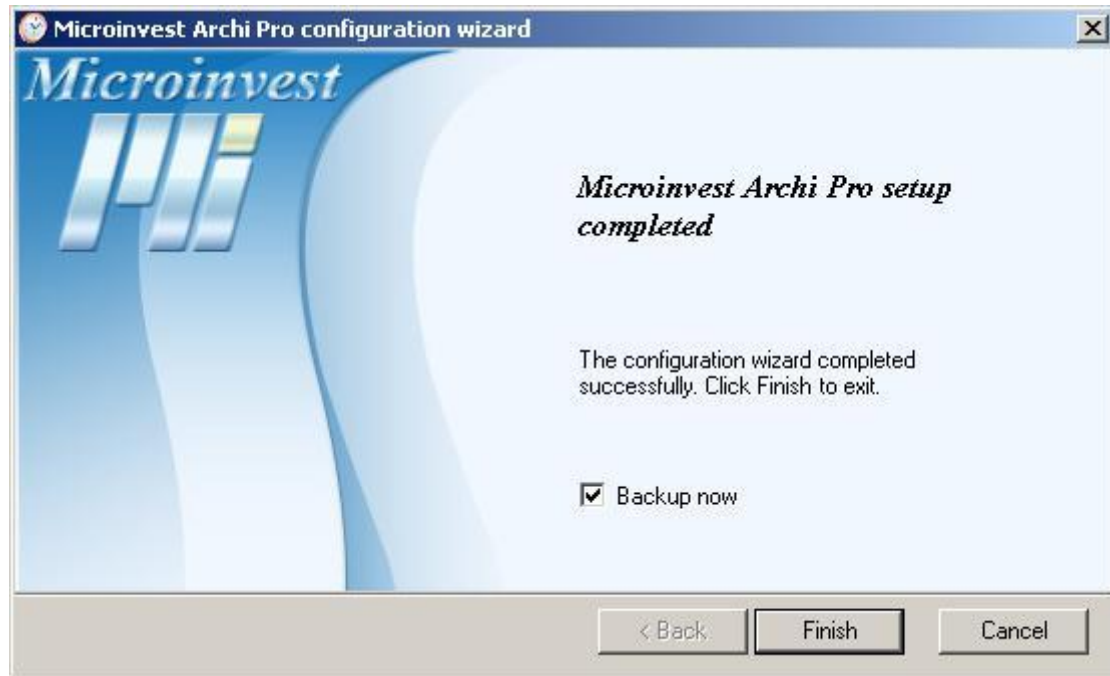 Microinvest Archi Pro configuration wizard
Microinvest
Microinvest Archi Pro setup
completed
The configuration wizard completed
successfully. Click Finish to exit.
Backup now
< Back
Finish
Cancel